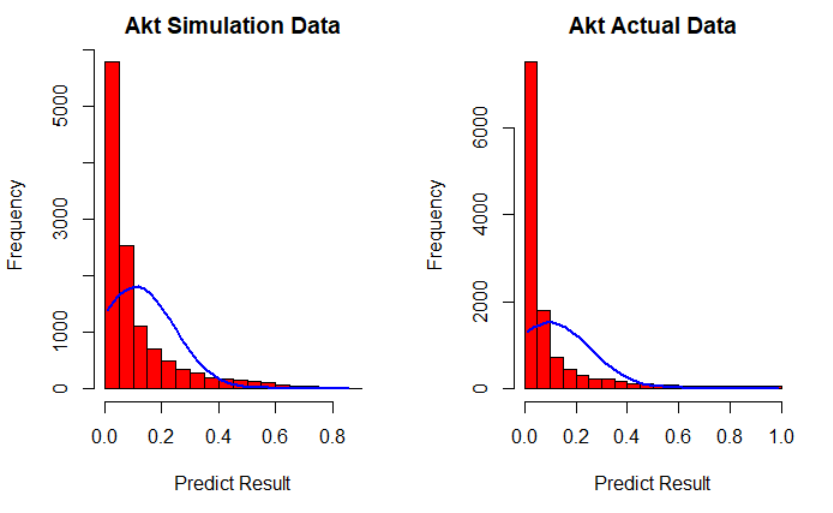 Akt Simulation Data
Frequency
5000
3000
1000
0
0.0 0.2 0.4 0.6 0.8
Predict Result
Akt Actual Data
Frequency
6000
4000
2000
0
0.0 0.2 0.4 0.6 0.8 1.0
Predict Result